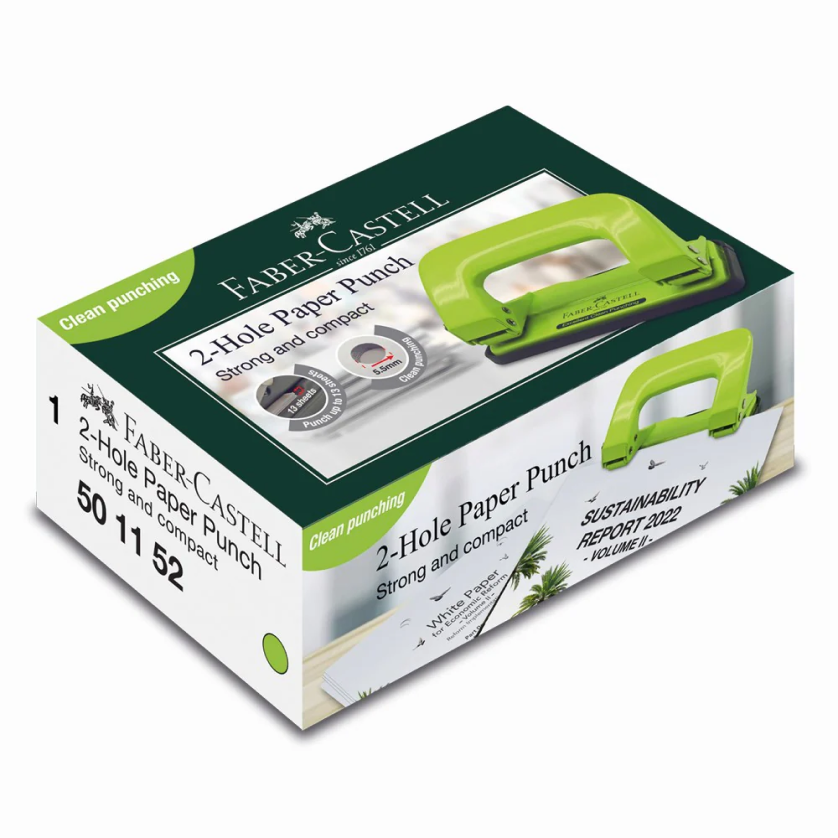 Clean punching
FABER-CASTELL
since 1761
2-Hole Paper Punch
Strong and compact
13 sheets
Punch up to 13 sheets
5.5mm
Clean punching
FABER-CASTELL
1
FABER-CASTELL
2-Hole Paper Punch
Strong and compact
50 11 52
Clean punching
2-Hole Paper Punch
Strong and compact
White Paper
for Economic Reform
- Volume II -
SUSTAINABILITY
REPORT 2022
- VOLUME II -